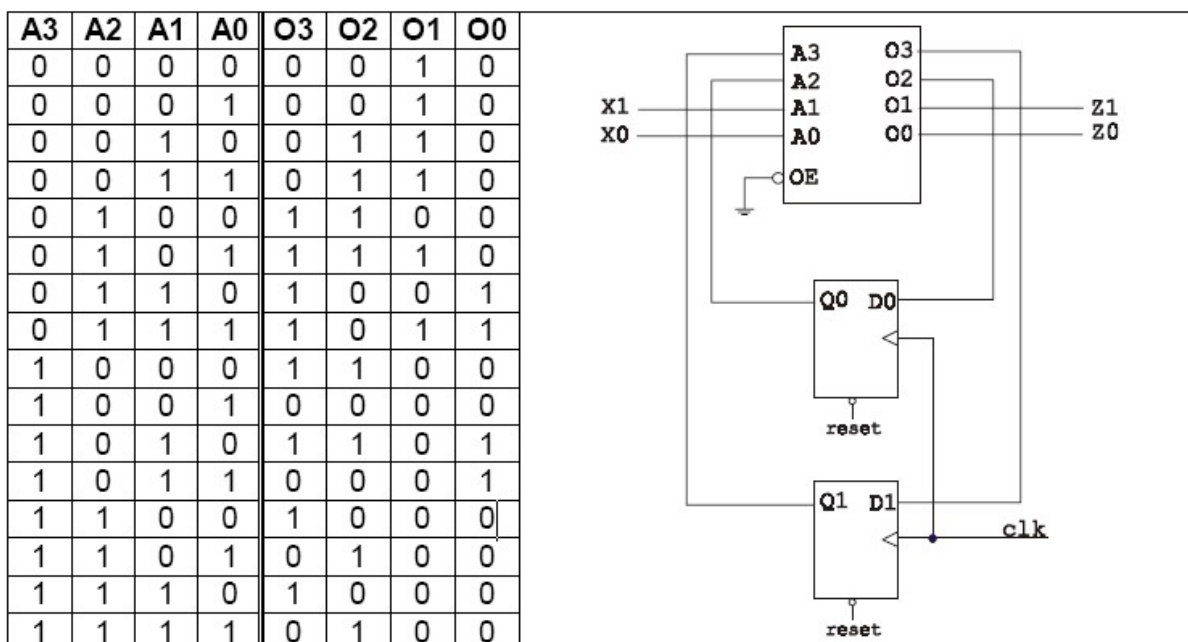 A3 A2 A1 A0 O3 O2 O1 O0
0 0 0 0 0 0 1 0
0 0 0 1 0 0 1 0
0 0 1 0 0 1 1 0
0 0 1 1 0 1 1 0
0 1 0 0 1 1 0 0
0 1 0 1 1 1 1 0
0 1 1 0 1 0 0 1
0 1 1 1 1 0 1 1
1 0 0 0 1 1 0 0
1 0 0 1 0 0 0 0
1 0 1 0 1 1 0 1
1 0 1 1 0 0 0 1
1 1 0 0 1 0 0 0
1 1 0 1 0 1 0 0
1 1 1 0 1 0 0 0
1 1 1 1 0 1 0 0
A3 O3
A2 O2
X1 A1 O1 Z1
X0 A0 O0 Z0
OE
Q0 D0
reset
Q1 D1
clk
reset